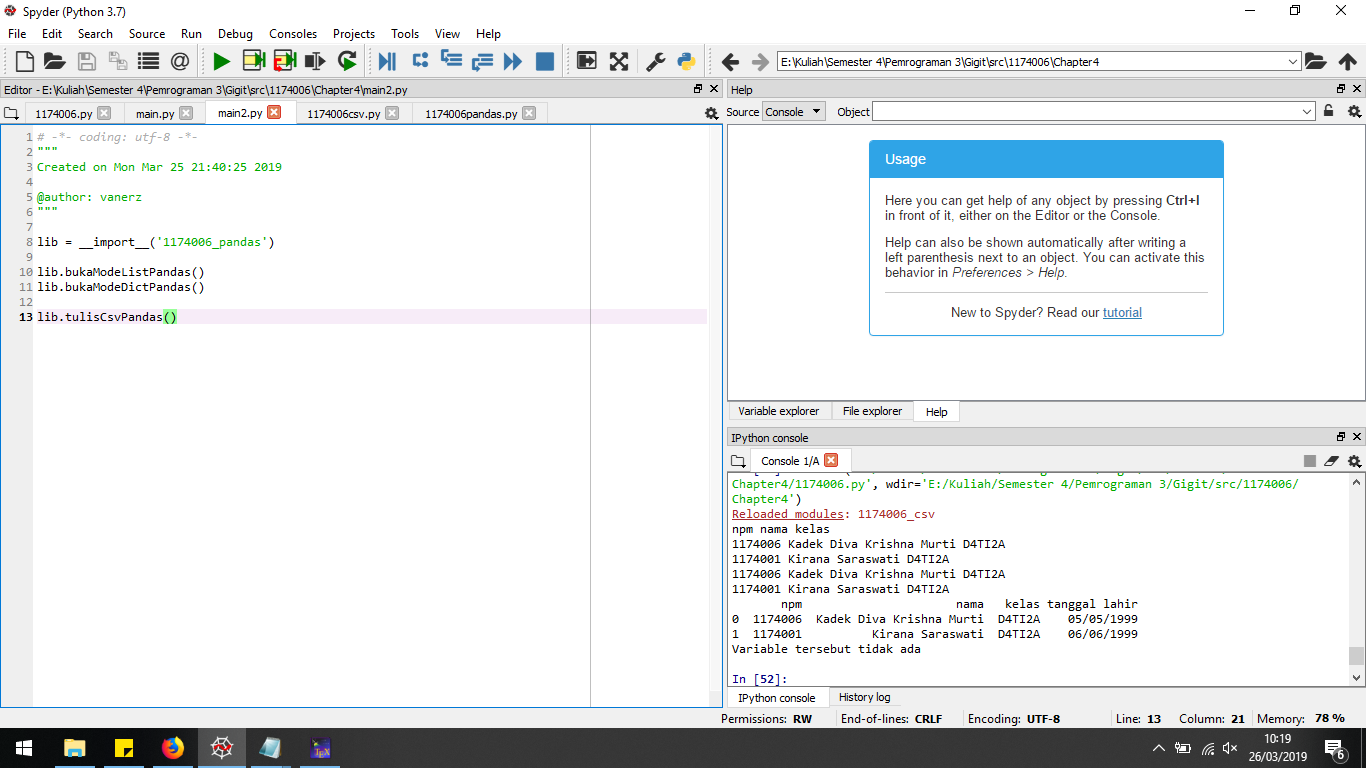 Spyder (Python 3.7)
File Edit Search Source Run Debug Consoles Projects Tools View Help
E:\Kuliah\Semester 4\Pemrograman 3\Gigit\src\1174006\Chapter4
Editor - E:\Kuliah\Semester 4\Pemrograman 3\Gigit\src\1174006\Chapter4\main2.py
1174006.py main.py main2.py 1174006csv.py 1174006pandas.py
1 # -*- coding: utf-8 -*-
2 """
3 Created on Mon Mar 25 21:40:25 2019
4
5 @author: vanerz
6 """
7
8 lib = __import__('1174006_pandas')
9
10 lib.bukaModeListPandas()
11 lib.bukaModeDictPandas()
12
13 lib.tulisCsvPandas()
Help
Source Console Object
Usage
Here you can get help of any object by pressing Ctrl+I
in front of it, either on the Editor or the Console.
Help can also be shown automatically after writing a
left parenthesis next to an object. You can activate this
behavior in Preferences > Help.
New to Spyder? Read our tutorial
Variable explorer File explorer Help
IPython console
Console 1/A
Chapter4/1174006.py', wdir='E:/Kuliah/Semester 4/Pemrograman 3/Gigit/src/1174006/
Chapter4')
Reloaded modules: 1174006_csv
npm nama kelas
1174006 Kadek Diva Krishna Murti D4TI2A
1174001 Kirana Saraswati D4TI2A
1174006 Kadek Diva Krishna Murti D4TI2A
1174001 Kirana Saraswati D4TI2A
npm nama kelas tanggal lahir
0 1174006 Kadek Diva Krishna Murti D4TI2A 05/05/1999
1 1174001 Kirana Saraswati D4TI2A 06/06/1999
Variable tersebut tidak ada
In [52]:
IPython console History log
Permissions: RW End-of-lines: CRLF Encoding: UTF-8 Line: 13 Column: 21 Memory: 78 %
10:19
26/03/2019
6